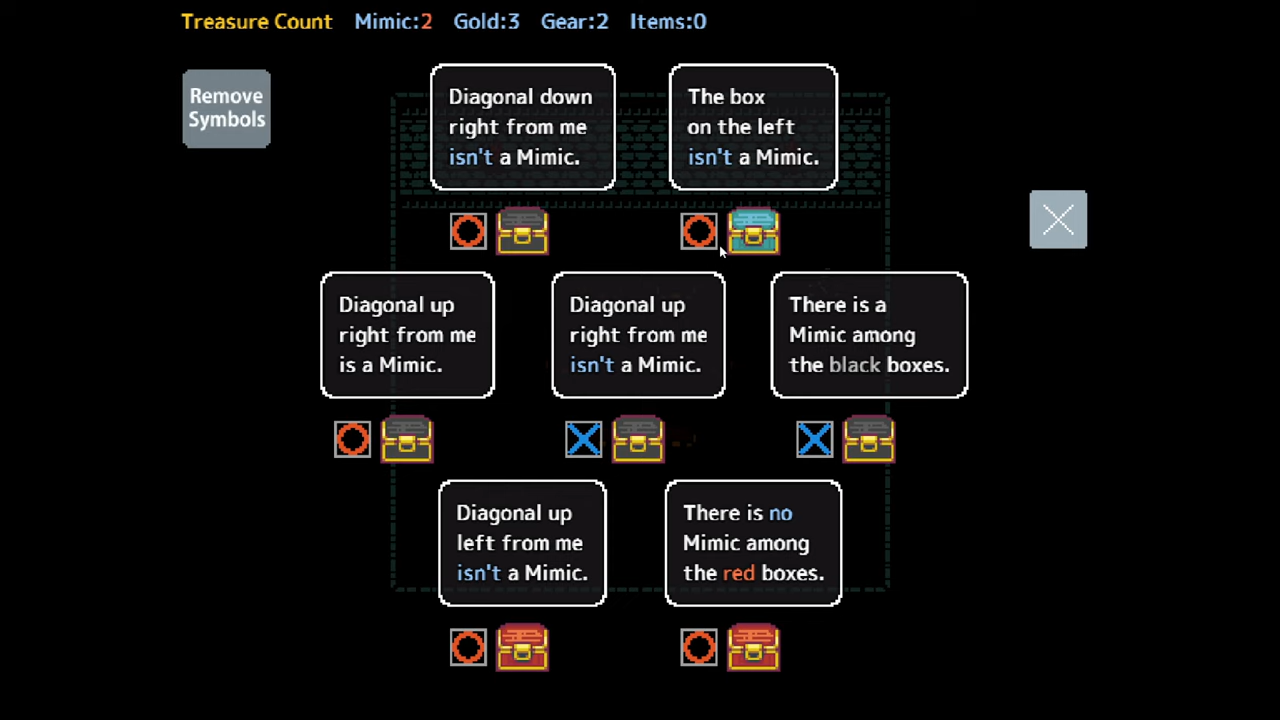 Treasure Count Mimic:2 Gold:3 Gear:2 Items:0
Remove
Symbols
Diagonal down
right from me
isn't a Mimic.
The box
on the left
isn't a Mimic.
Diagonal up
right from me
is a Mimic.
Diagonal up
right from me
isn't a Mimic.
There is a
Mimic among
the black boxes.
Diagonal up
left from me
isn't a Mimic.
There is no
Mimic among
the red boxes.